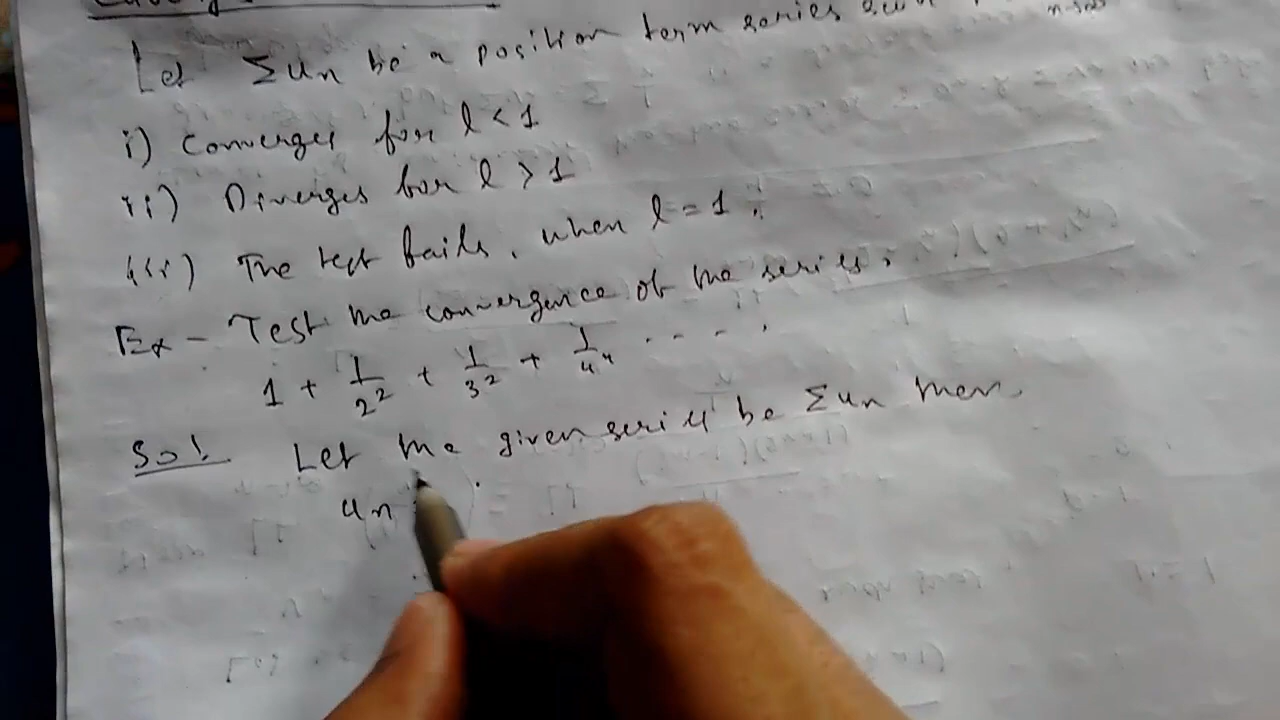 Let Σun be a position term series
i) Converges for l < 1
ii) Diverges for l > 1
iii) The test fails, when l = 1.
Ex - Test the convergence of the series.
1 + 1/2² + 1/3² + 1/4⁴ .....
Sol Let the given series be Σun then,
un